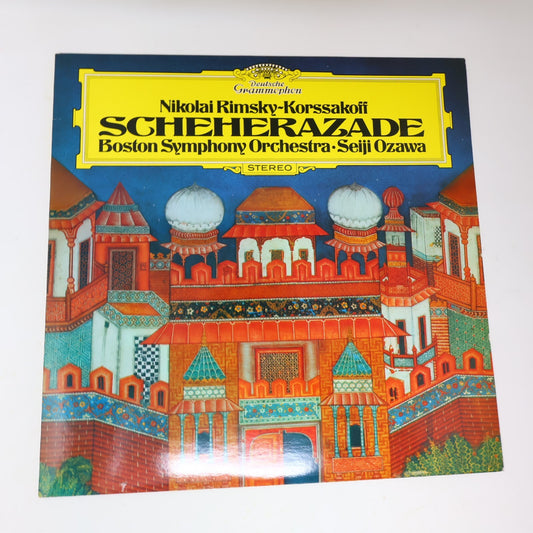 Deutsche
Grammophon
Nikolai Rimsky-Korssakoff
SCHEHERAZADE
Boston Symphony Orchestra · Seiji Ozawa
STEREO